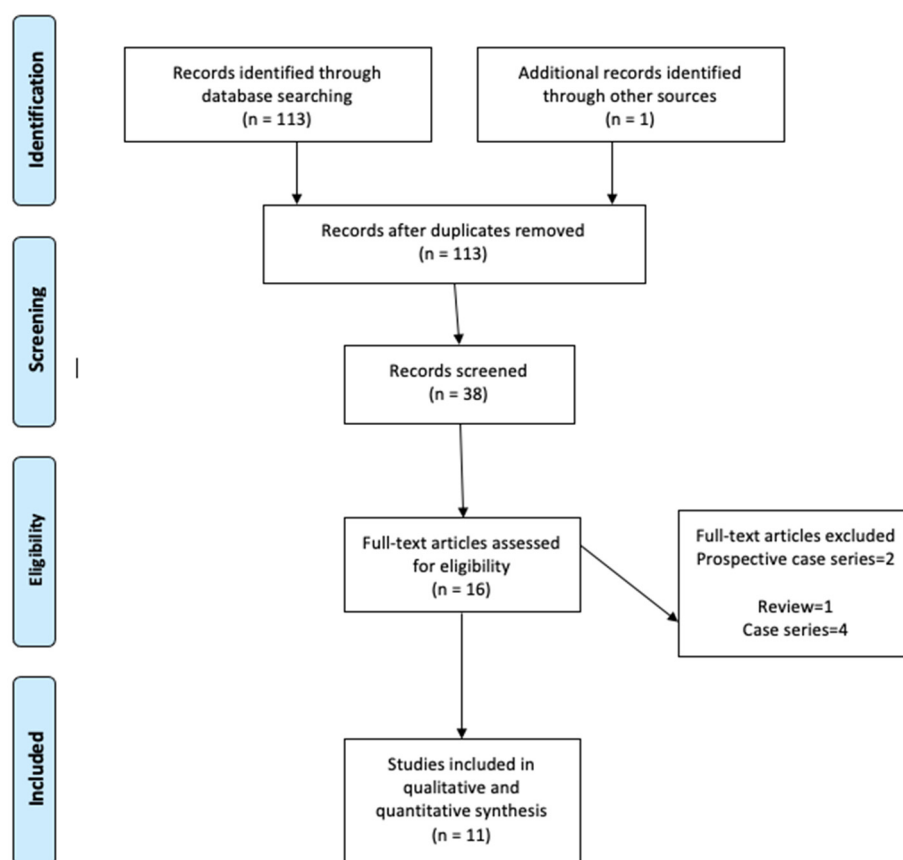 Identification
Records identified through
database searching
(n = 113)
Additional records identified
through other sources
(n = 1)
Records after duplicates removed
(n = 113)
Screening
Records screened
(n = 38)
Eligibility
Full-text articles assessed
for eligibility
(n = 16)
Full-text articles excluded
Prospective case series=2
Review=1
Case series=4
Included
Studies included in
qualitative and
quantitative synthesis
(n = 11)